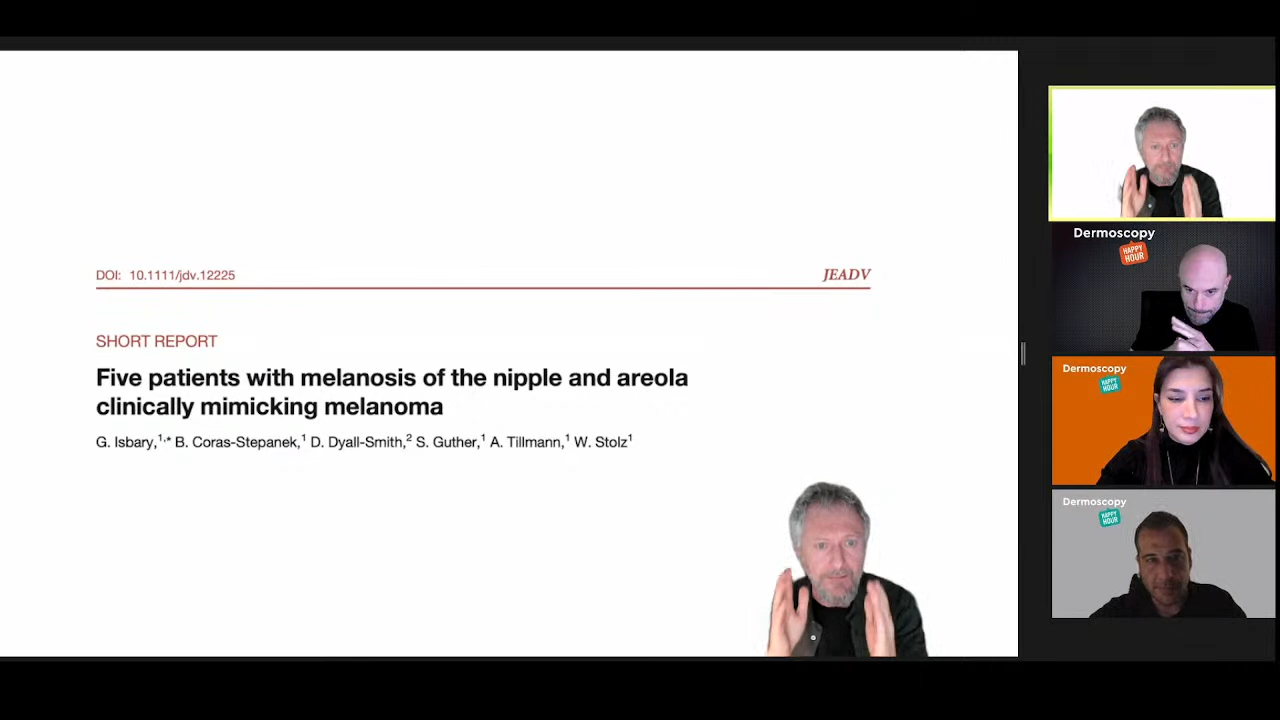 DOI: 10.1111/jdv.12225
JEADV
SHORT REPORT
Five patients with melanosis of the nipple and areola
clinically mimicking melanoma
G. Isbary,1,* B. Coras-Stepanek,1 D. Dyall-Smith,2 S. Guther,1 A. Tillmann,1 W. Stolz1
Dermoscopy
HAPPY
HOUR
Dermoscopy
HAPPY
HOUR
Dermoscopy
HAPPY
HOUR